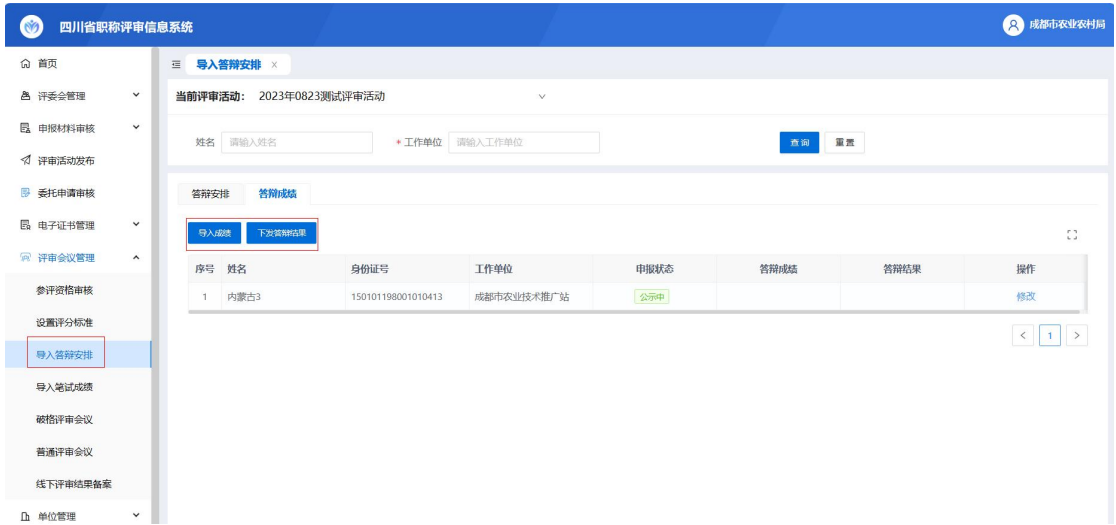 四川省职称评审信息系统
成都市农业农村局
首页
评委会管理
申报材料审核
评审活动发布
委托申请审核
电子证书管理
评审会议管理
参评资格审核
设置评分标准
导入答辩安排
导入笔试成绩
破格评审会议
普通评审会议
线下评审结果备案
单位管理
导入答辩安排 ×
当前评审活动： 2023年0823测试评审活动
姓名 请输入姓名 * 工作单位 请输入工作单位 查询 重置
答辩安排 答辩成绩
导入成绩 下发答辩结果
序号 姓名 身份证号 工作单位 申报状态 答辩成绩 答辩结果 操作
1 内蒙古3 150101198001010413 成都市农业技术推广站 公示中 修改
< 1 >